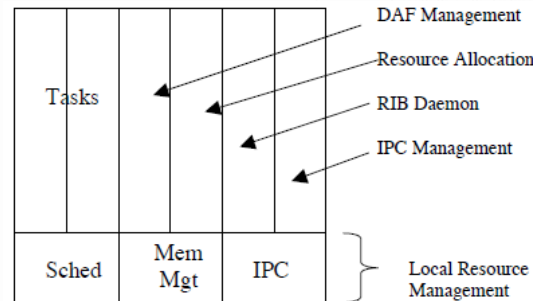 DAF Management
Resource Allocation
Tasks
RIB Daemon
IPC Management
Sched
Mem
Mgt
IPC
Local Resource
Management